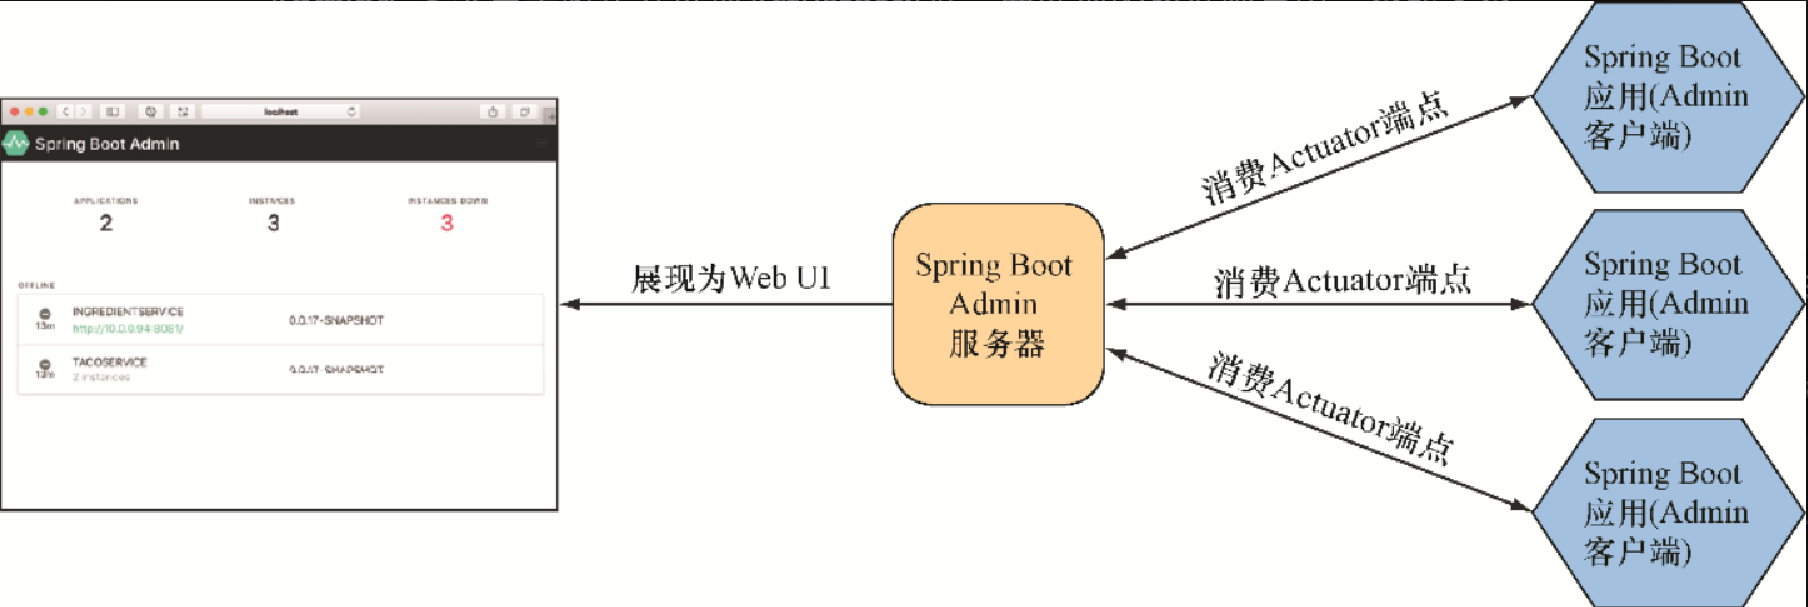 localhost
Spring Boot Admin
APPLICATIONS
2
INSTANCES
3
INSTANCES DOWN
3
OFFLINE
13m
INGREDIENTSERVICE
http://10.0.0.94:8081/
0.0.17-SNAPSHOT
13m
TACOSERVICE
2 instances
0.0.17-SNAPSHOT
展现为Web UI
Spring Boot
Admin
服务器
消费Actuator端点
消费Actuator端点
消费Actuator端点
Spring Boot
应用(Admin
客户端)
Spring Boot
应用(Admin
客户端)
Spring Boot
应用(Admin
客户端)